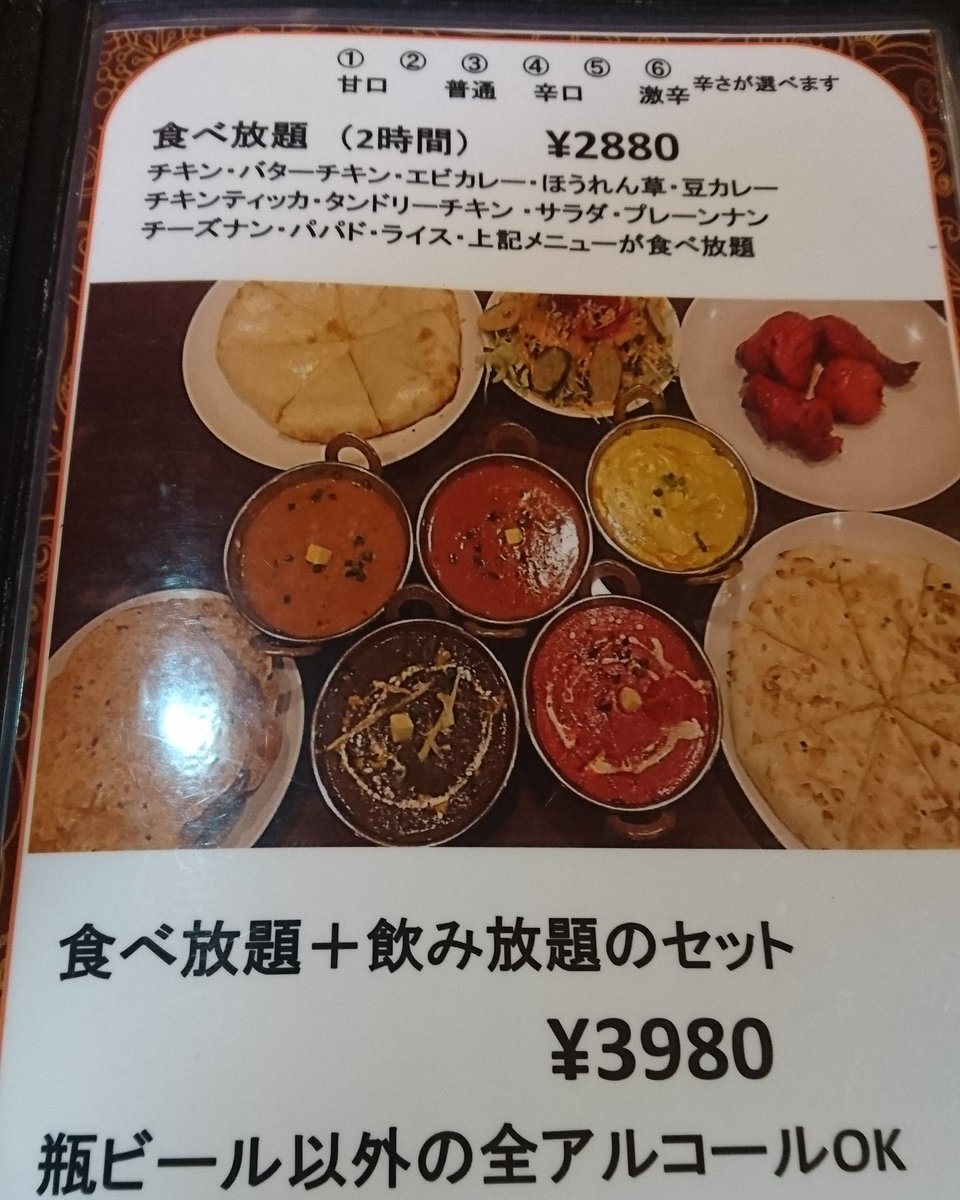 ① ② ③ ④ ⑤ ⑥
甘口 普通 辛口 激辛 辛さが選べます
食べ放題 （2時間） ¥2880
チキン・バターチキン・エビカレー・ほうれん草・豆カレー
チキンティッカ・タンドリーチキン ・サラダ・プレーンナン
チーズナン・パパド・ライス・上記メニューが食べ放題
食べ放題＋飲み放題のセット
¥3980
瓶ビール以外の全アルコールOK